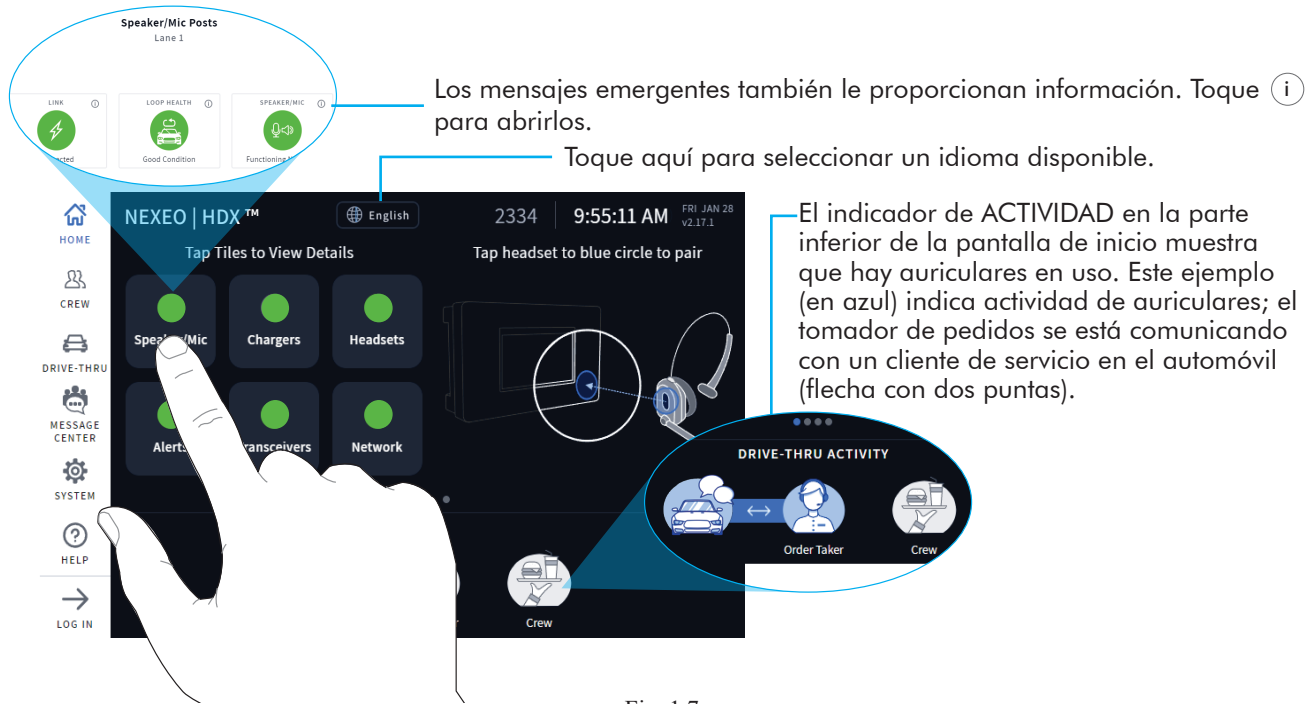 Speaker/Mic Posts
Lane 1
LINK
LOOP HEALTH
SPEAKER/MIC
Good Condition
Functioning
Los mensajes emergentes también le proporcionan información. Toque i
para abrirlos.
Toque aquí para seleccionar un idioma disponible.
HOME
CREW
DRIVE-THRU
MESSAGE
CENTER
SYSTEM
HELP
LOG IN
NEXEO | HDX™
English
2334
9:55:11 AM
FRI JAN 28
v2.17.1
Tap Tiles to View Details
Tap headset to blue circle to pair
Speaker/Mic
Chargers
Headsets
Alerts
Transceivers
Network
Crew
El indicador de ACTIVIDAD en la parte
inferior de la pantalla de inicio muestra
que hay auriculares en uso. Este ejemplo
(en azul) indica actividad de auriculares; el
tomador de pedidos se está comunicando
con un cliente de servicio en el automóvil
(flecha con dos puntas).
DRIVE-THRU ACTIVITY
Order Taker
Crew